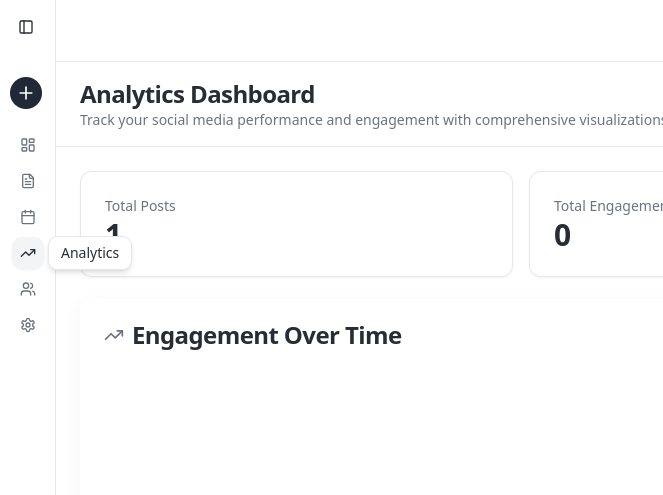 Analytics Dashboard
Track your social media performance and engagement with comprehensive visualizations
Total Posts
1
Total Engagemen
0
Analytics
Engagement Over Time